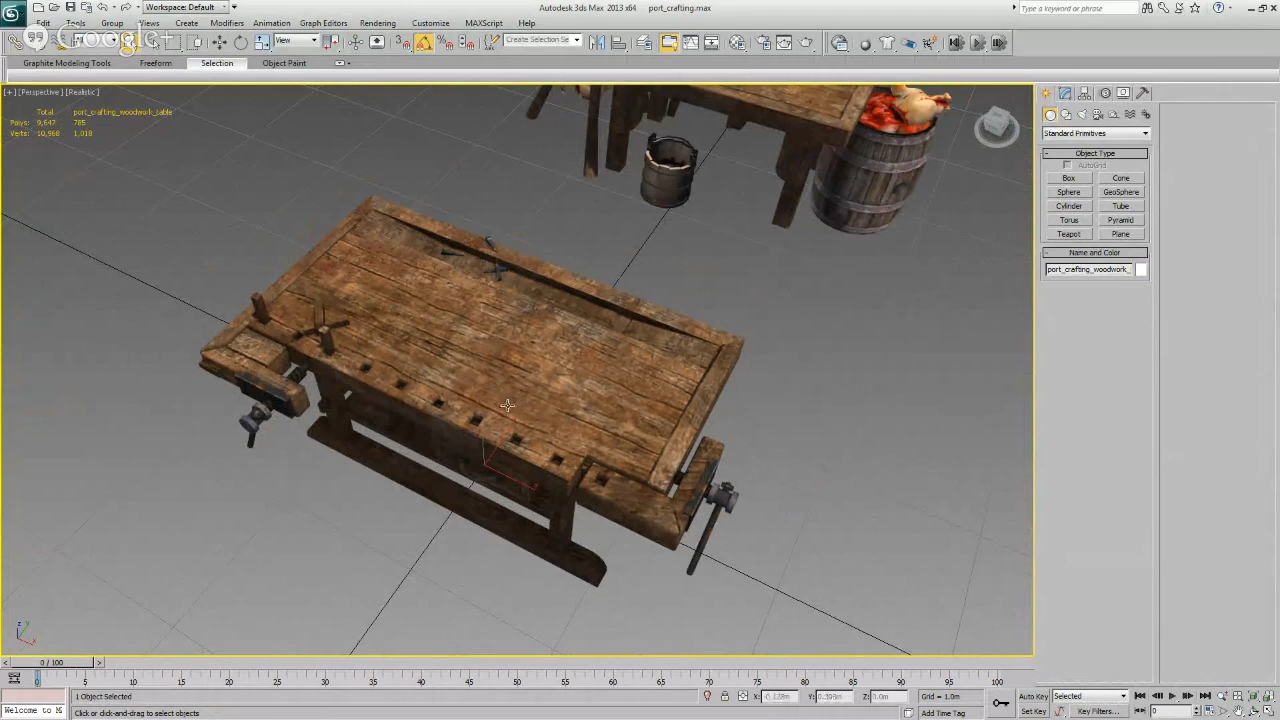 Autodesk 3ds Max 2013 x64 port_crafting.max
Workspace: Default
Type a keyword or phrase
Edit Tools Group Views Create Modifiers Animation Graph Editors Rendering Customize MAXScript Help
Google+
View
Create Selection Se
Graphite Modeling Tools Freeform Selection Object Paint
[+] [Perspective] [Realistic]
Total port_crafting_woodwork_table
Polys: 9,647 785
Verts: 10,968 1,018
Standard Primitives
Object Type
AutoGrid
Box Cone
Sphere GeoSphere
Cylinder Tube
Torus Pyramid
Teapot Plane
Name and Color
port_crafting_woodwork_
0 / 100
0 5 10 15 20 25 30 35 40 45 50 55 60 65 70 75 80 85 90 95 100
1 Object Selected
X: Y: Z: 0.0m
Grid = 1.0m
Auto Key Selected
Welcome to M
Click or click-and-drag to select objects
Add Time Tag
Set Key Key Filters...
0